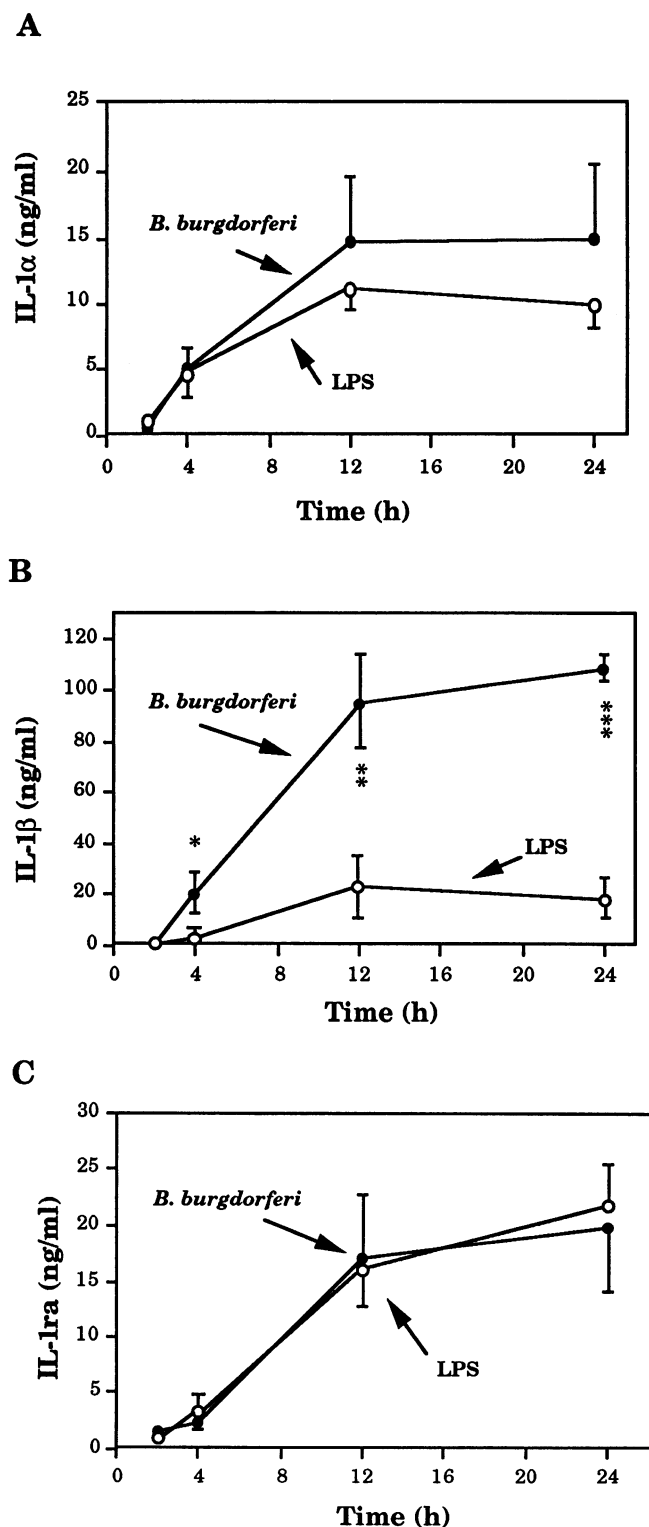 A
25
20
15
10
5
0
IL-1α (ng/ml)
B. burgdorferi
LPS
0 4 8 12 16 20 24
Time (h)
B
120
100
80
60
40
20
0
IL-1β (ng/ml)
B. burgdorferi
*
**
***
LPS
0 4 8 12 16 20 24
Time (h)
C
30
25
20
15
10
5
0
IL-1ra (ng/ml)
B. burgdorferi
LPS
0 4 8 12 16 20 24
Time (h)